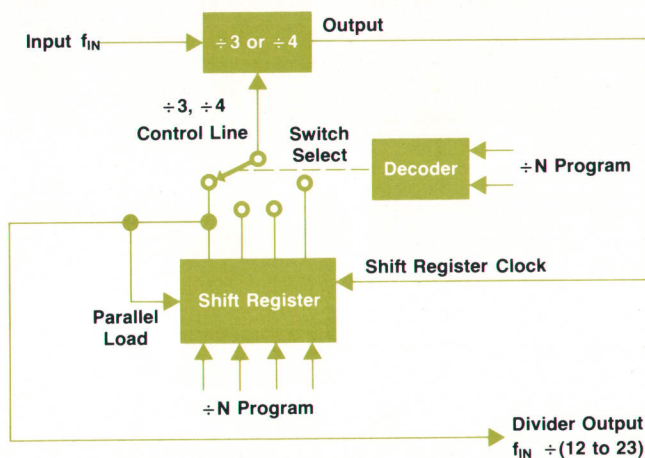 Input fIN
÷3 or ÷4
Output
÷3, ÷4
Control Line
Switch
Select
Decoder
÷N Program
Shift Register Clock
Shift Register
Parallel
Load
÷N Program
Divider Output
fIN ÷(12 to 23)